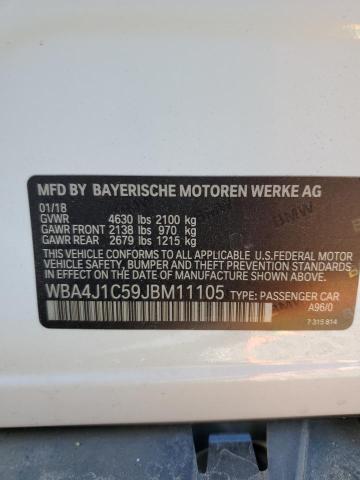 MFD BY BAYERISCHE MOTOREN WERKE AG
01/18
GVWR 4630 lbs 2100 kg
GAWR FRONT 2138 lbs 970 kg
GAWR REAR 2679 lbs 1215 kg
THIS VEHICLE CONFORMS TO ALL APPLICABLE U.S.FEDERAL MOTOR
VEHICLE SAFETY, BUMPER, AND THEFT PREVENTION STANDARDS IN
EFFECT ON THE DATE OF MANUFACTURE SHOWN ABOVE.
WBA4J1C59JBM11105 TYPE: PASSENGER CAR
A96/0
7 315 814